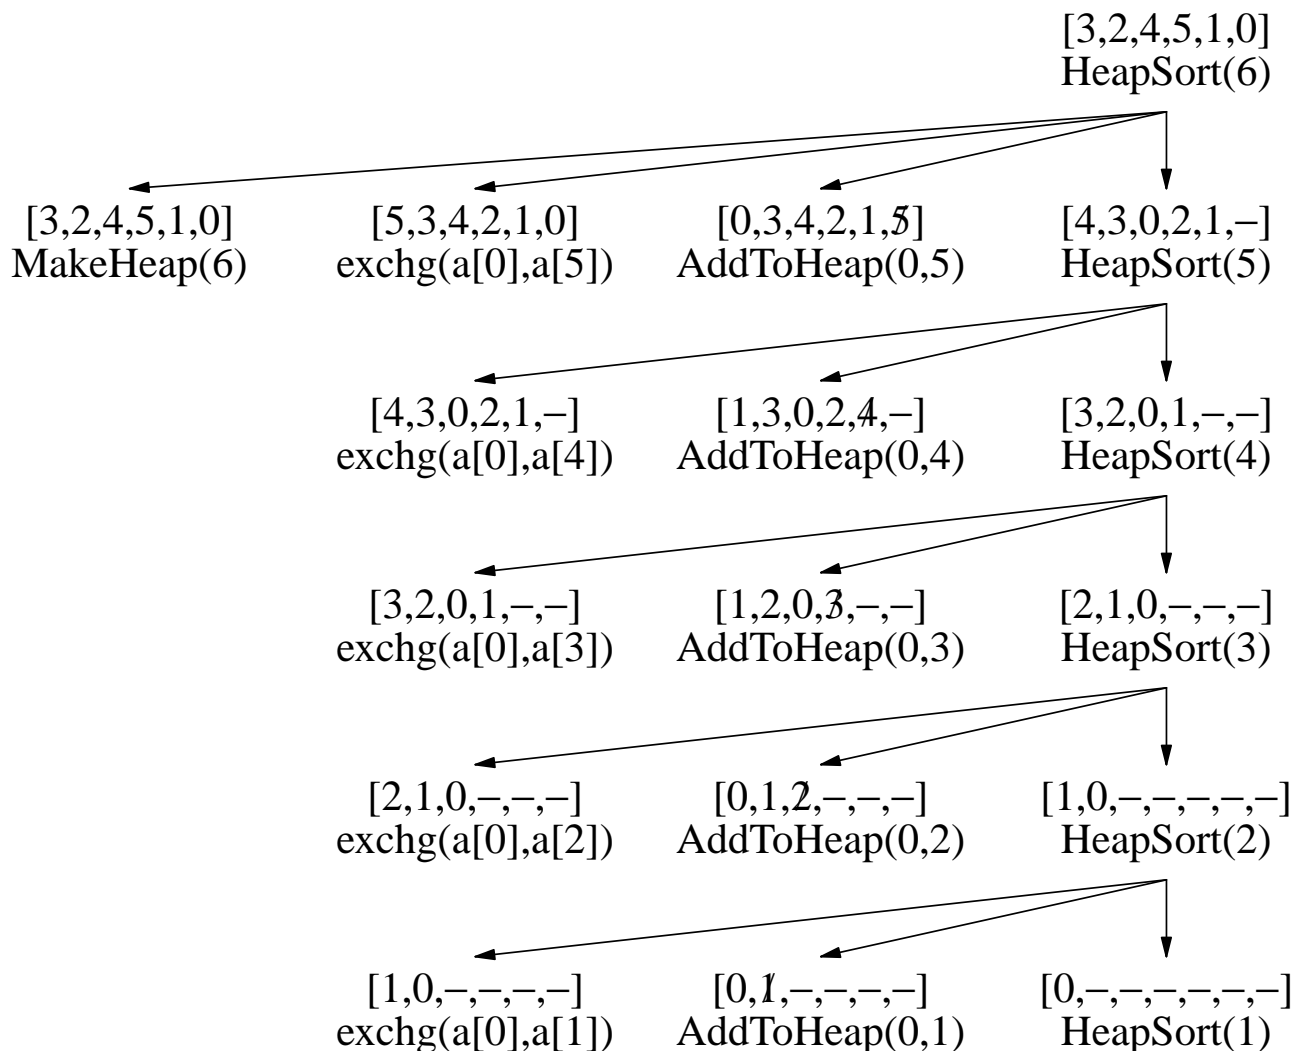 [3,2,4,5,1,0]
HeapSort(6)
[3,2,4,5,1,0] [5,3,4,2,1,0] [0,3,4,2,1,5] [4,3,0,2,1,–]
MakeHeap(6) exchg(a[0],a[5]) AddToHeap(0,5) HeapSort(5)
[4,3,0,2,1,–] [1,3,0,2,4,–] [3,2,0,1,–,–]
exchg(a[0],a[4]) AddToHeap(0,4) HeapSort(4)
[3,2,0,1,–,–] [1,2,0,3,–,–] [2,1,0,–,–,–]
exchg(a[0],a[3]) AddToHeap(0,3) HeapSort(3)
[2,1,0,–,–,–] [0,1,2,–,–,–] [1,0,–,–,–,–,–]
exchg(a[0],a[2]) AddToHeap(0,2) HeapSort(2)
[1,0,–,–,–,–] [0,1,–,–,–,–] [0,–,–,–,–,–,–]
exchg(a[0],a[1]) AddToHeap(0,1) HeapSort(1)